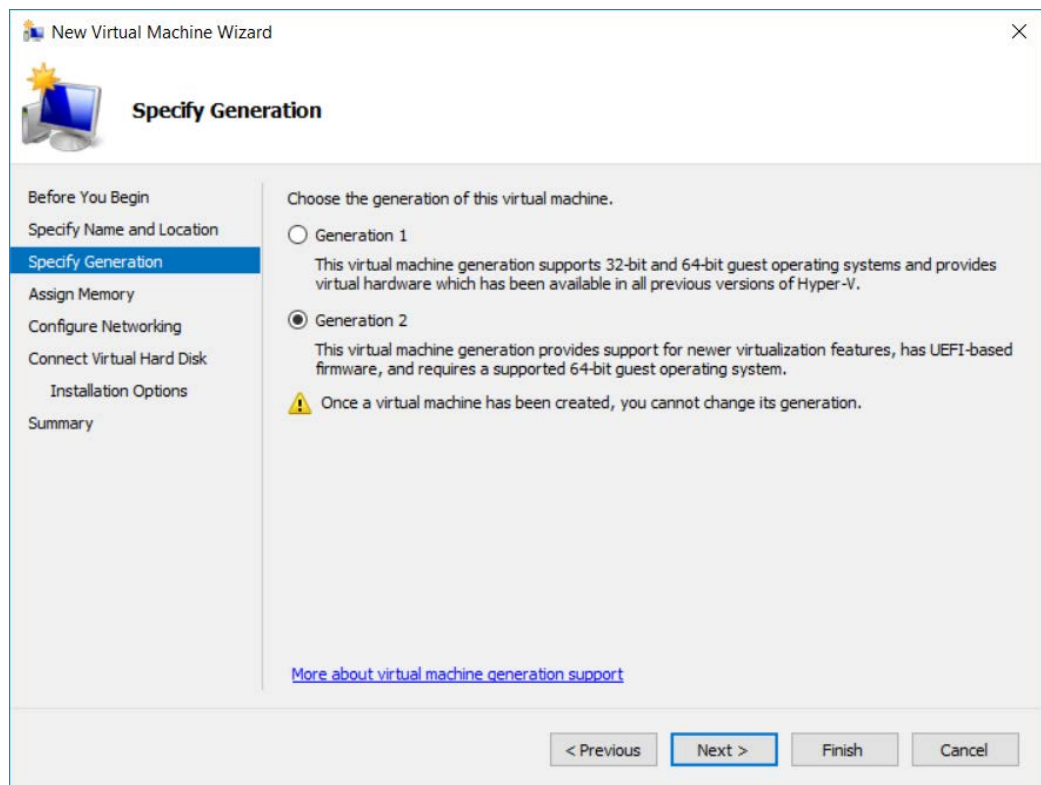 New Virtual Machine Wizard
Specify Generation
Before You Begin
Specify Name and Location
Specify Generation
Assign Memory
Configure Networking
Connect Virtual Hard Disk
Installation Options
Summary
Choose the generation of this virtual machine.
Generation 1
This virtual machine generation supports 32-bit and 64-bit guest operating systems and provides
virtual hardware which has been available in all previous versions of Hyper-V.
Generation 2
This virtual machine generation provides support for newer virtualization features, has UEFI-based
firmware, and requires a supported 64-bit guest operating system.
Once a virtual machine has been created, you cannot change its generation.
More about virtual machine generation support
< Previous
Next >
Finish
Cancel